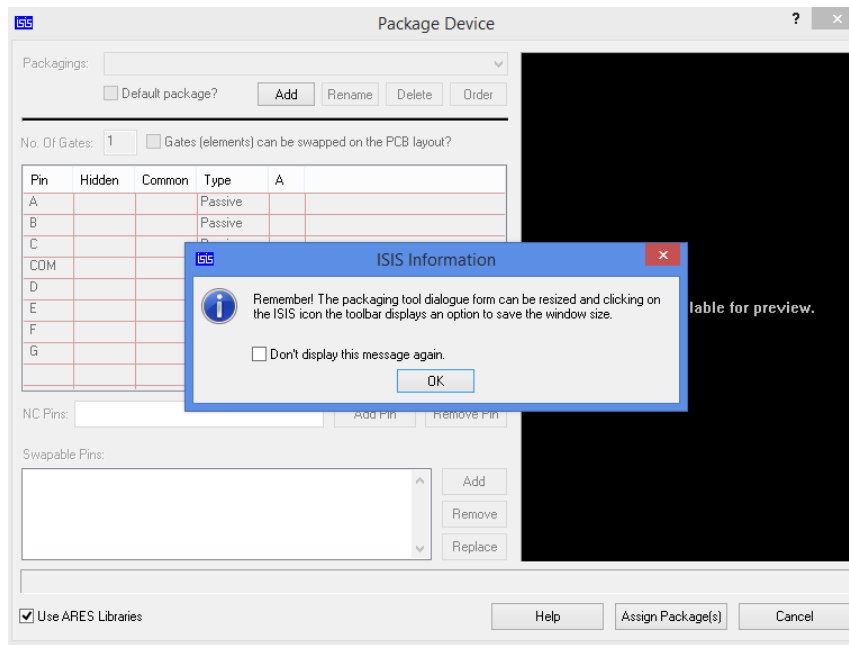 isis Package Device ?
Packagings:
Default package? Add Rename Delete Order
No. Of Gates: 1 Gates (elements) can be swapped on the PCB layout?
Pin Hidden Common Type A
A Passive
B Passive
C
COM
D
E
F
G
isis ISIS Information
Remember! The packaging tool dialogue form can be resized and clicking on
the ISIS icon the toolbar displays an option to save the window size.
Don't display this message again.
OK
lable for preview.
NC Pins: Add Pin Remove Pin
Swapable Pins:
Add
Remove
Replace
Use ARES Libraries Help Assign Package(s) Cancel